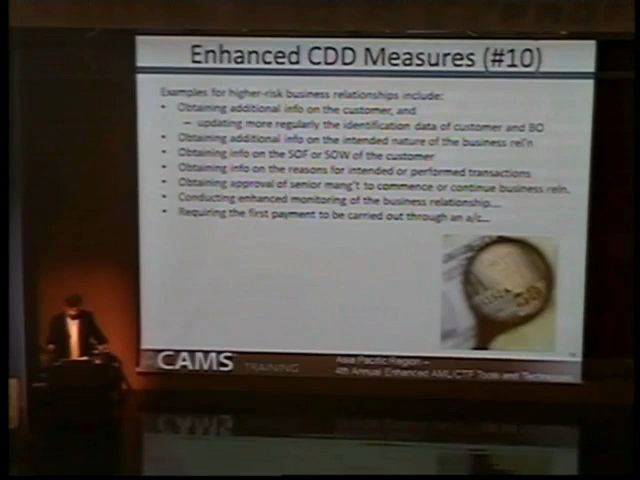 Enhanced CDD Measures (#10)
Examples for higher-risk business relationships include:
• Obtaining additional info on the customer, and
– updating more regularly the identification data of customer and BO
• Obtaining additional info on the intended nature of the business rel'n
• Obtaining info on the SOF or SOW of the customer
• Obtaining info on the reasons for intended or performed transactions
• Obtaining approval of senior mang't to commence or continue business reln.
• Conducting enhanced monitoring of the business relationship....
• Requiring the first payment to be carried out through an a/c...
ACAMS TRAINING
Asia Pacific Region –
4th Annual Enhanced AML/CTF Tools and